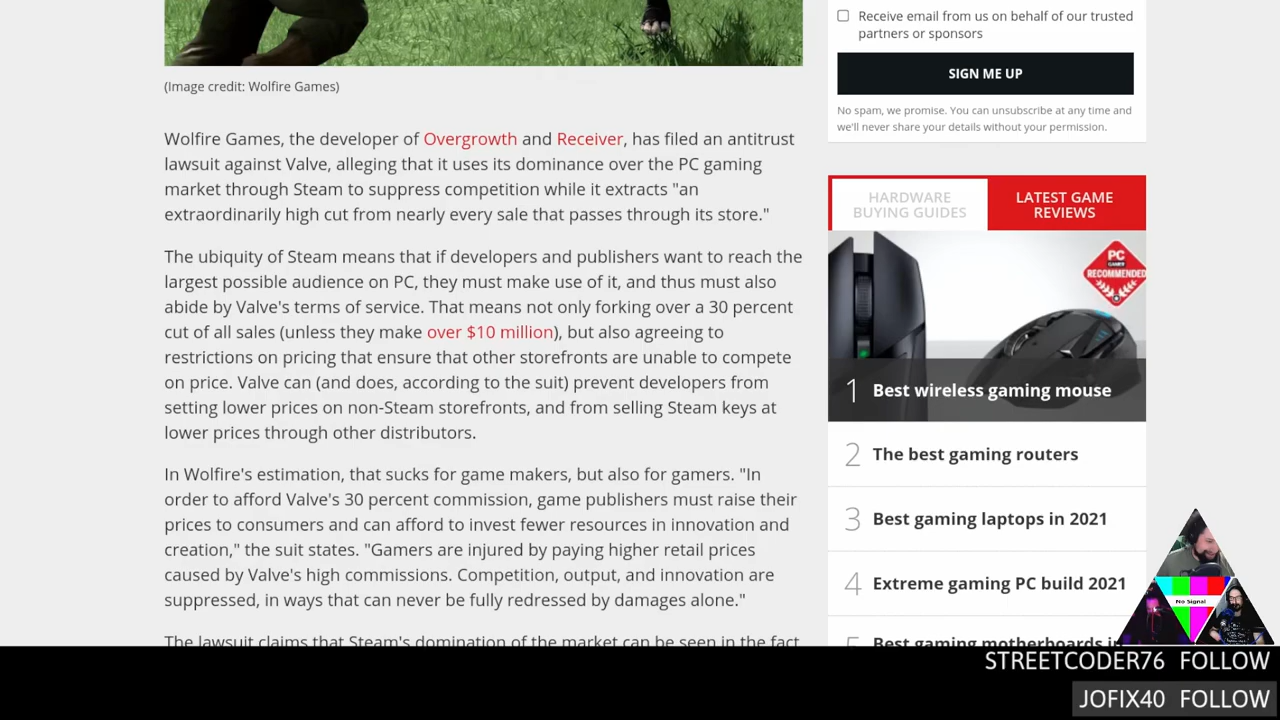 (Image credit: Wolfire Games)
Wolfire Games, the developer of Overgrowth and Receiver, has filed an antitrust
lawsuit against Valve, alleging that it uses its dominance over the PC gaming
market through Steam to suppress competition while it extracts "an
extraordinarily high cut from nearly every sale that passes through its store."
The ubiquity of Steam means that if developers and publishers want to reach the
largest possible audience on PC, they must make use of it, and thus must also
abide by Valve's terms of service. That means not only forking over a 30 percent
cut of all sales (unless they make over $10 million), but also agreeing to
restrictions on pricing that ensure that other storefronts are unable to compete
on price. Valve can (and does, according to the suit) prevent developers from
setting lower prices on non-Steam storefronts, and from selling Steam keys at
lower prices through other distributors.
In Wolfire's estimation, that sucks for game makers, but also for gamers. "In
order to afford Valve's 30 percent commission, game publishers must raise their
prices to consumers and can afford to invest fewer resources in innovation and
creation," the suit states. "Gamers are injured by paying higher retail prices
caused by Valve's high commissions. Competition, output, and innovation are
suppressed, in ways that can never be fully redressed by damages alone."
The lawsuit claims that Steam's domination of the market can be seen in the fact
Receive email from us on behalf of our trusted
partners or sponsors
SIGN ME UP
No spam, we promise. You can unsubscribe at any time and
we'll never share your details without your permission.
HARDWARE
BUYING GUIDES
LATEST GAME
REVIEWS
PC
GAMER
RECOMMENDED
1 Best wireless gaming mouse
2 The best gaming routers
3 Best gaming laptops in 2021
4 Extreme gaming PC build 2021
5 Best gaming motherboards in
No Signal
STREETCODER76 FOLLOW
JOFIX40 FOLLOW